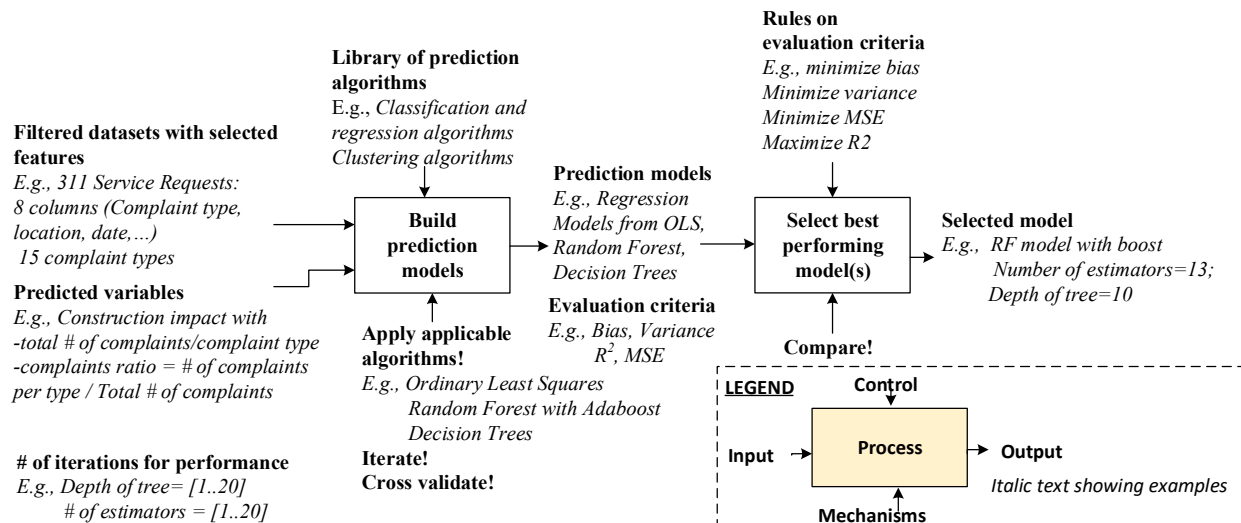 Filtered datasets with selected
features
E.g., 311 Service Requests:
8 columns (Complaint type,
location, date,...)
15 complaint types
Predicted variables
E.g., Construction impact with
-total # of complaints/complaint type
-complaints ratio = # of complaints
per type / Total # of complaints
# of iterations for performance
E.g., Depth of tree= [1..20]
# of estimators = [1..20]
Library of prediction
algorithms
E.g., Classification and
regression algorithms
Clustering algorithms
Build
prediction
models
Apply applicable
algorithms!
E.g., Ordinary Least Squares
Random Forest with Adaboost
Decision Trees
Iterate!
Cross validate!
Prediction models
E.g., Regression
Models from OLS,
Random Forest,
Decision Trees
Evaluation criteria
E.g., Bias, Variance
R², MSE
Rules on
evaluation criteria
E.g., minimize bias
Minimize variance
Minimize MSE
Maximize R2
Select best
performing
model(s)
Compare!
Selected model
E.g., RF model with boost
Number of estimators=13;
Depth of tree=10
LEGEND
Control
Input
Process
Output
Mechanisms
Italic text showing examples